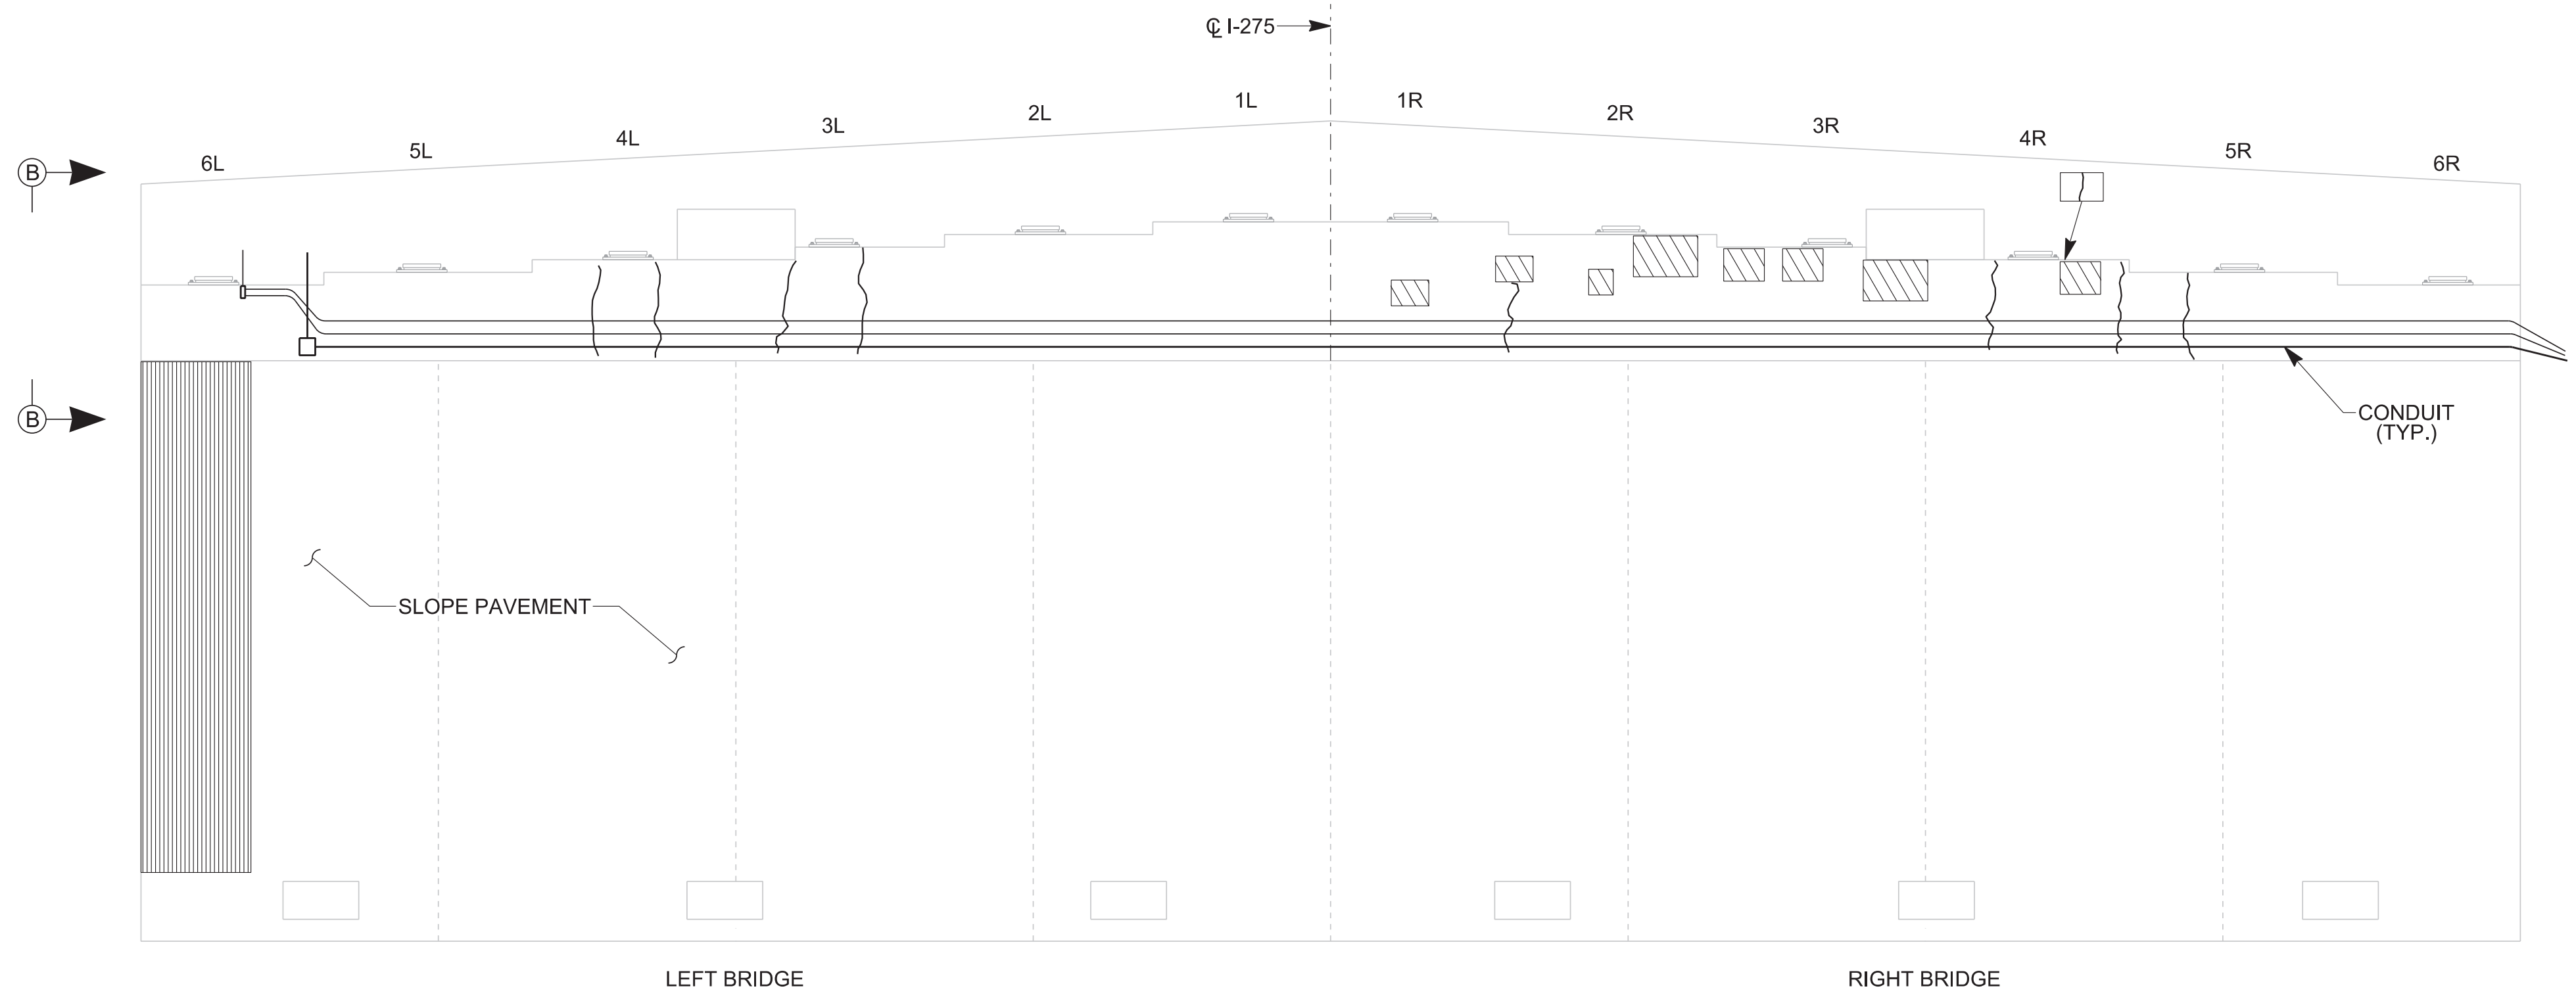 ℄ I-275
1L
1R
2L
2R
3L
3R
4L
4R
5L
5R
6L
6R
B
B
CONDUIT
(TYP.)
SLOPE PAVEMENT
LEFT BRIDGE
RIGHT BRIDGE